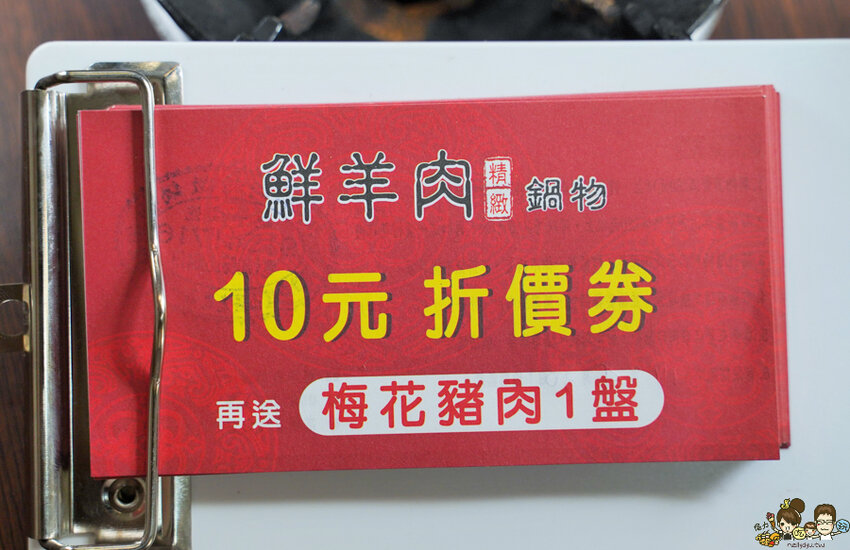 鮮羊肉 精緻 鍋物
10元 折價券
再送 梅花豬肉1盤